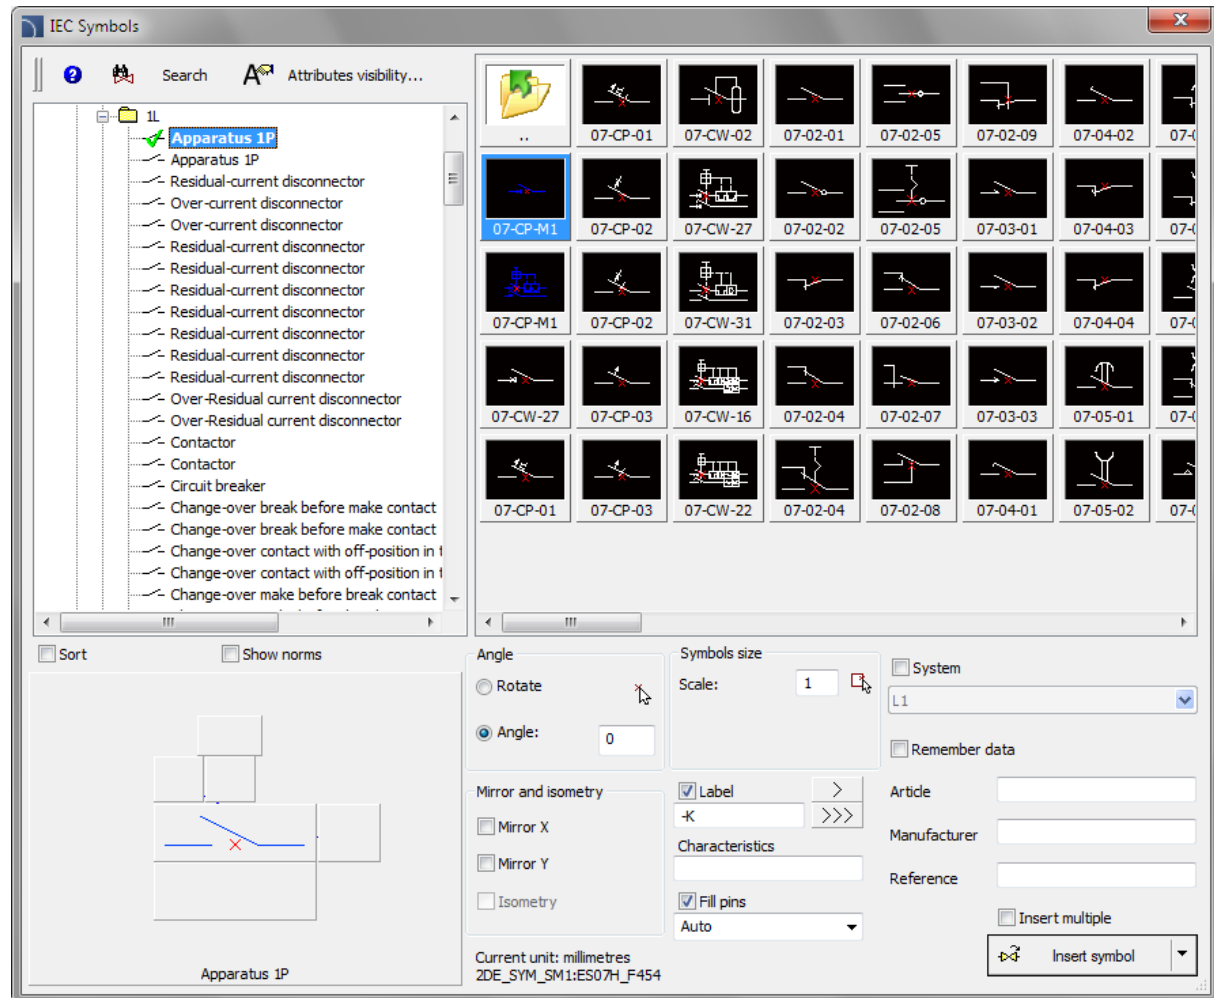 IEC Symbols
Search
Attributes visibility...
1L
Apparatus 1P
Apparatus 1P
Residual-current disconnector
Over-current disconnector
Over-current disconnector
Residual-current disconnector
Residual-current disconnector
Residual-current disconnector
Residual-current disconnector
Residual-current disconnector
Residual-current disconnector
Residual-current disconnector
Over-Residual current disconnector
Over-Residual current disconnector
Contactor
Contactor
Circuit breaker
Change-over break before make contact
Change-over break before make contact
Change-over contact with off-position in t
Change-over contact with off-position in t
Change-over make before break contact
.. 07-CP-01 07-CW-02 07-02-01 07-02-05 07-02-09 07-04-02 07-0
07-CP-M1 07-CP-02 07-CW-27 07-02-02 07-02-05 07-03-01 07-04-03 07-0
07-CP-M1 07-CP-02 07-CW-31 07-02-03 07-02-06 07-03-02 07-04-04 07-0
07-CW-27 07-CP-03 07-CW-16 07-02-04 07-02-07 07-03-03 07-05-01 07-0
07-CP-01 07-CP-03 07-CW-22 07-02-04 07-02-08 07-04-01 07-05-02 07-0
Sort
Show norms
Apparatus 1P
Angle
Rotate
Angle: 0
Symbols size
Scale: 1
System
L1
Remember data
Mirror and isometry
Mirror X
Mirror Y
Isometry
Label >
-K >>>
Characteristics
Fill pins
Auto
Article
Manufacturer
Reference
Insert multiple
Insert symbol
Current unit: millimetres
2DE_SYM_SM1:ES07H_F454